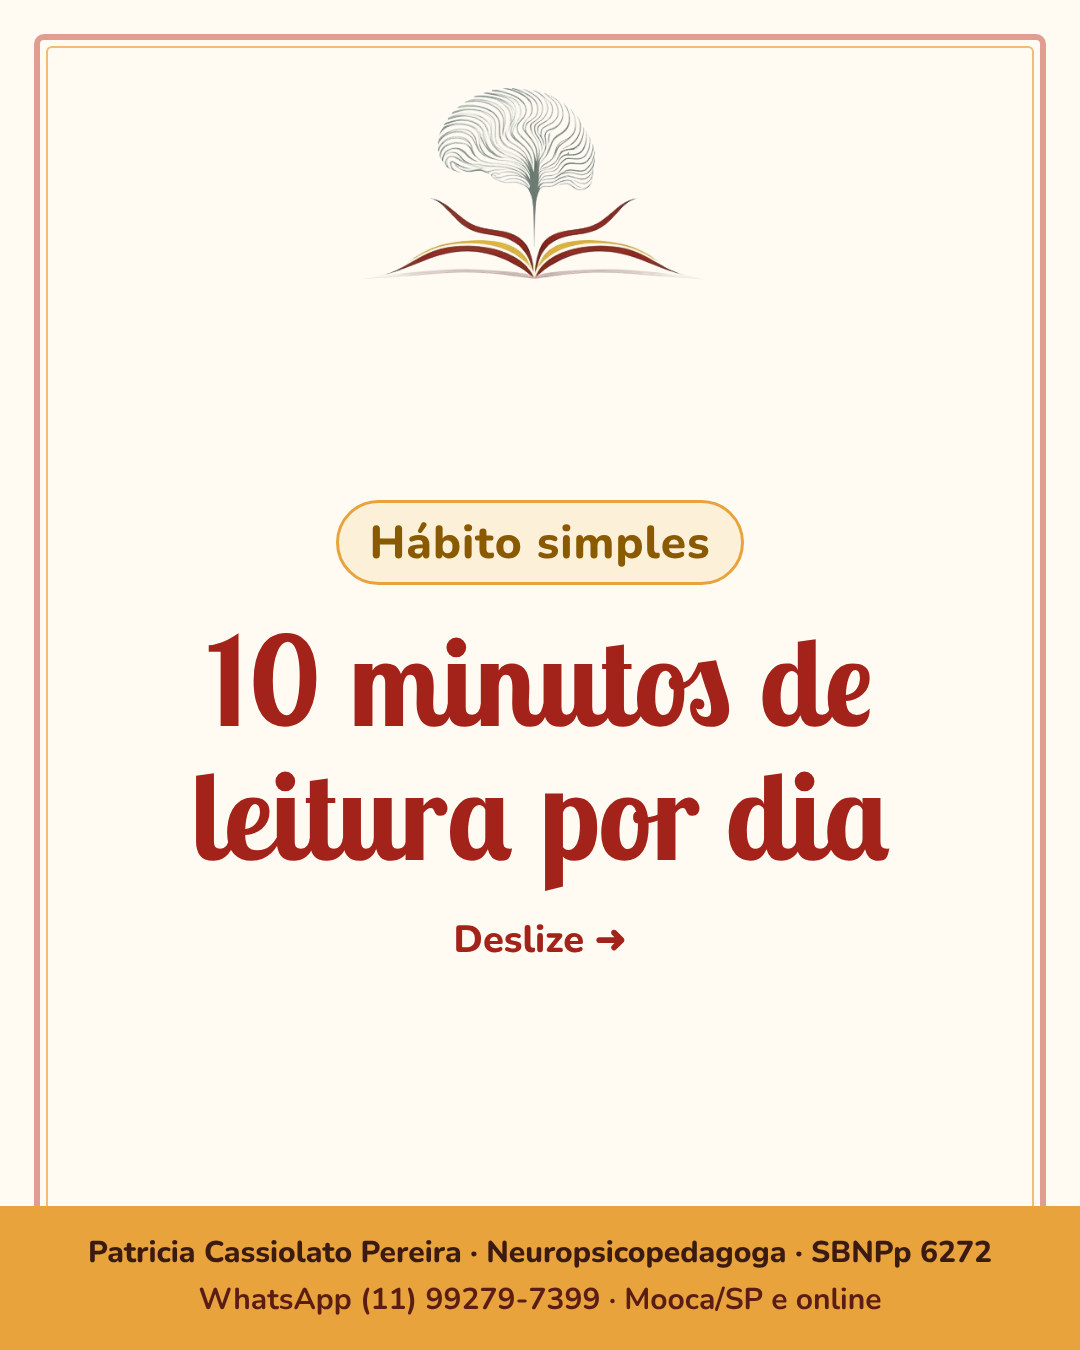 Hábito simples
10 minutos de
leitura por dia
Deslize ➜
Patricia Cassiolato Pereira · Neuropsicopedagoga · SBNPp 6272
WhatsApp (11) 99279-7399 · Mooca/SP e online